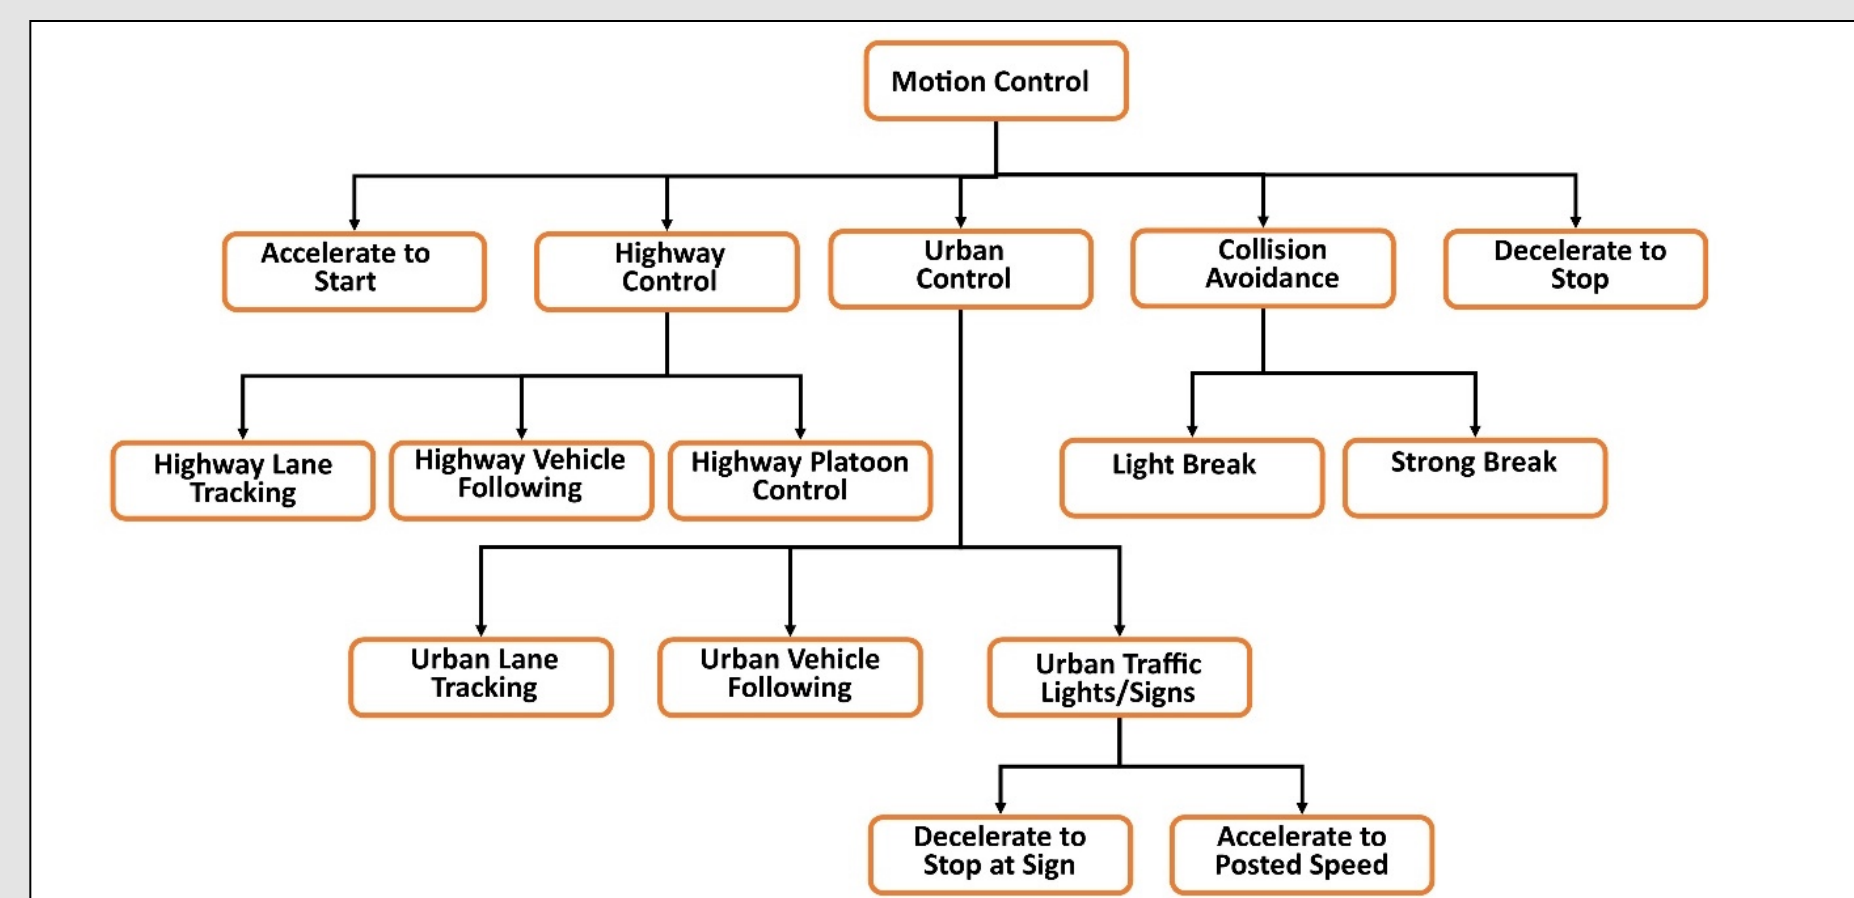 Motion Control
Accelerate to
Start
Highway
Control
Urban
Control
Collision
Avoidance
Decelerate to
Stop
Highway Lane
Tracking
Highway Vehicle
Following
Highway Platoon
Control
Light Break
Strong Break
Urban Lane
Tracking
Urban Vehicle
Following
Urban Traffic
Lights/Signs
Decelerate to
Stop at Sign
Accelerate to
Posted Speed